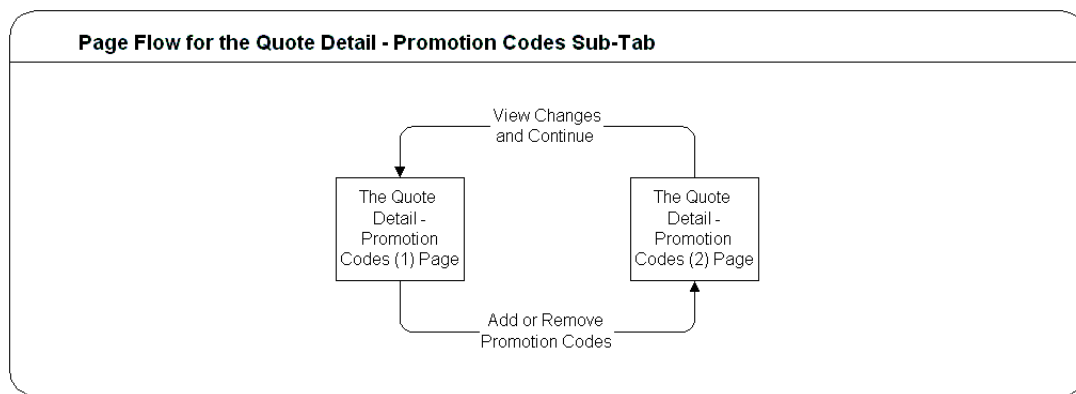 Page Flow for the Quote Detail - Promotion Codes Sub-Tab
View Changes
and Continue
The Quote
Detail -
Promotion
Codes (1) Page
The Quote
Detail -
Promotion
Codes (2) Page
Add or Remove
Promotion Codes